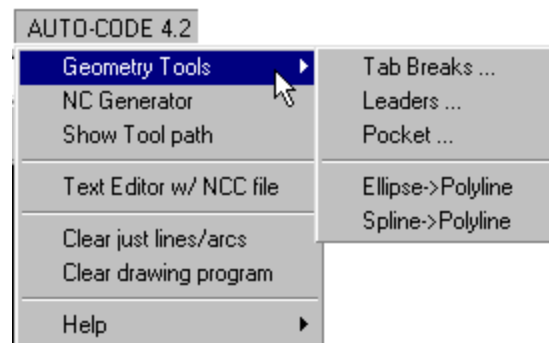 AUTO-CODE 4.2
Geometry Tools
NC Generator
Show Tool path
Text Editor w/ NCC file
Clear just lines/arcs
Clear drawing program
Help
Tab Breaks ...
Leaders ...
Pocket ...
Ellipse->Polyline
Spline->Polyline